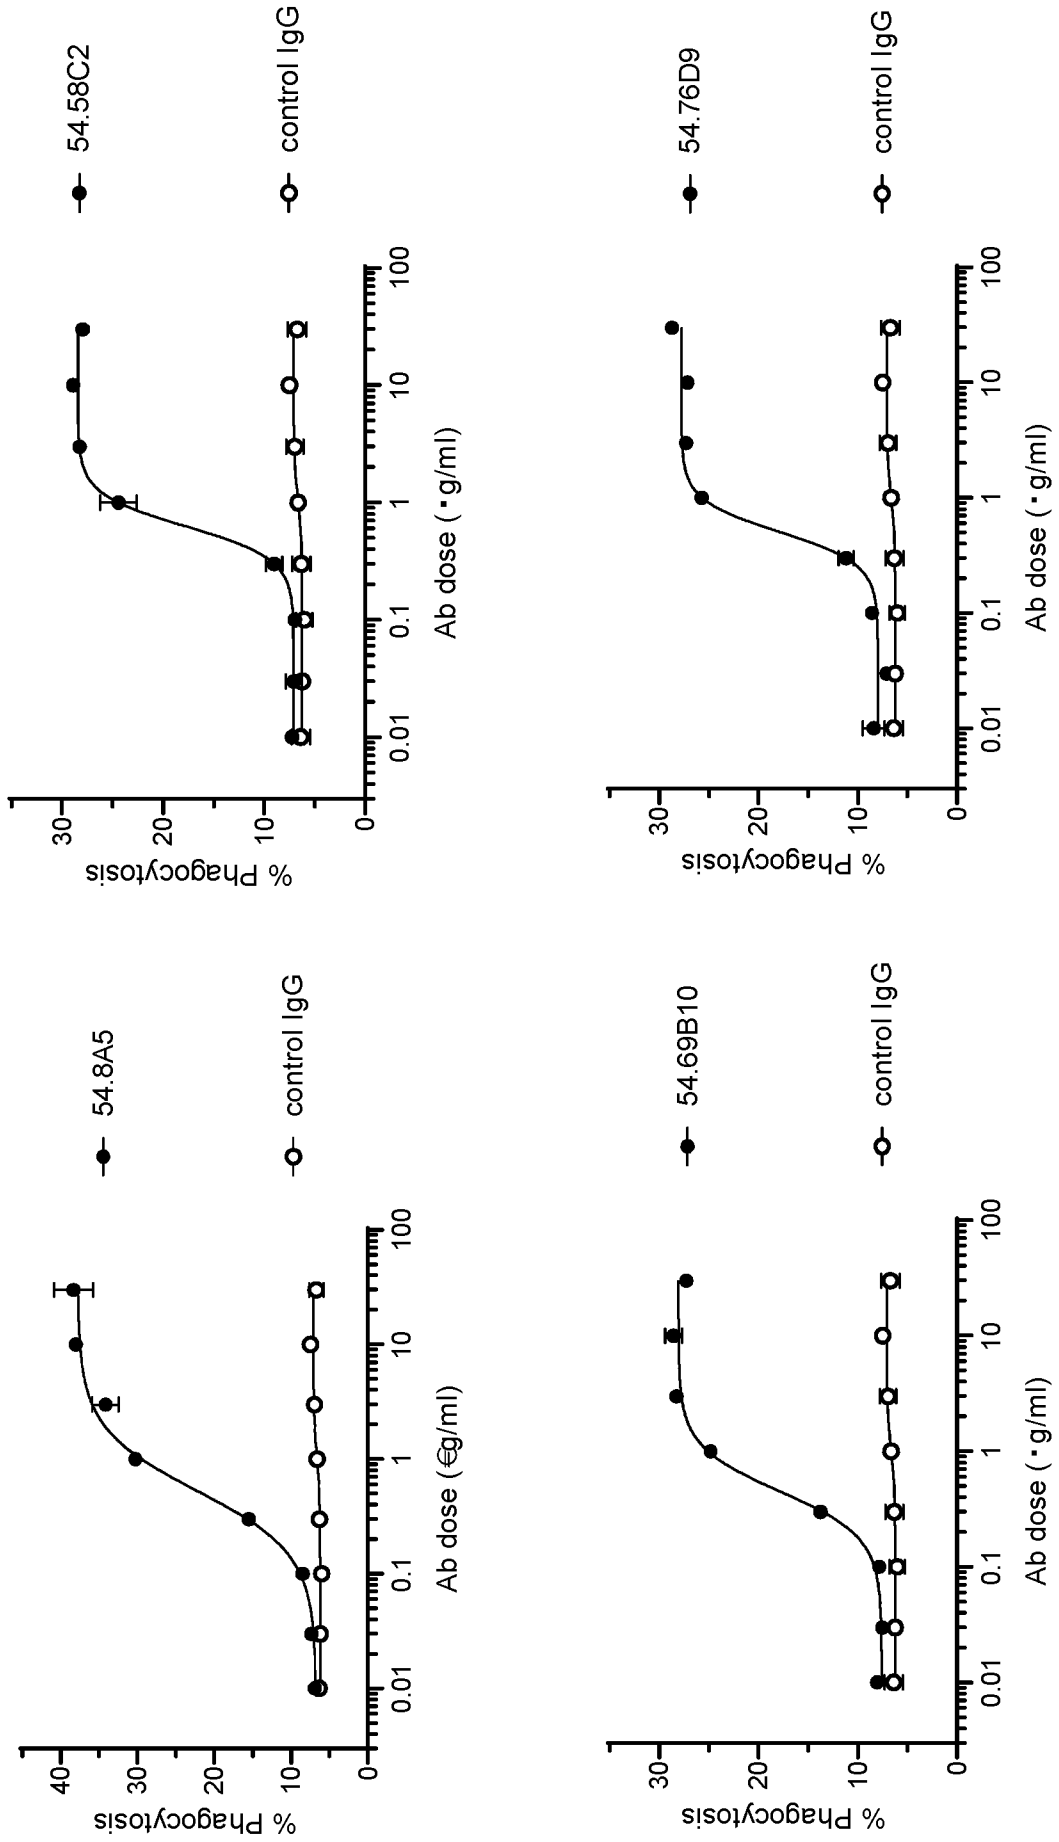 % Phagocytosis
40
30
20
10
0
0.01 0.1 1 10 100
Ab dose (€g/ml)
54.8A5
control IgG
% Phagocytosis
30
20
10
0
0.01 0.1 1 10 100
Ab dose (·g/ml)
54.58C2
control IgG
% Phagocytosis
30
20
10
0
0.01 0.1 1 10 100
Ab dose (·g/ml)
54.69B10
control IgG
% Phagocytosis
30
20
10
0
0.01 0.1 1 10 100
Ab dose (·g/ml)
54.76D9
control IgG